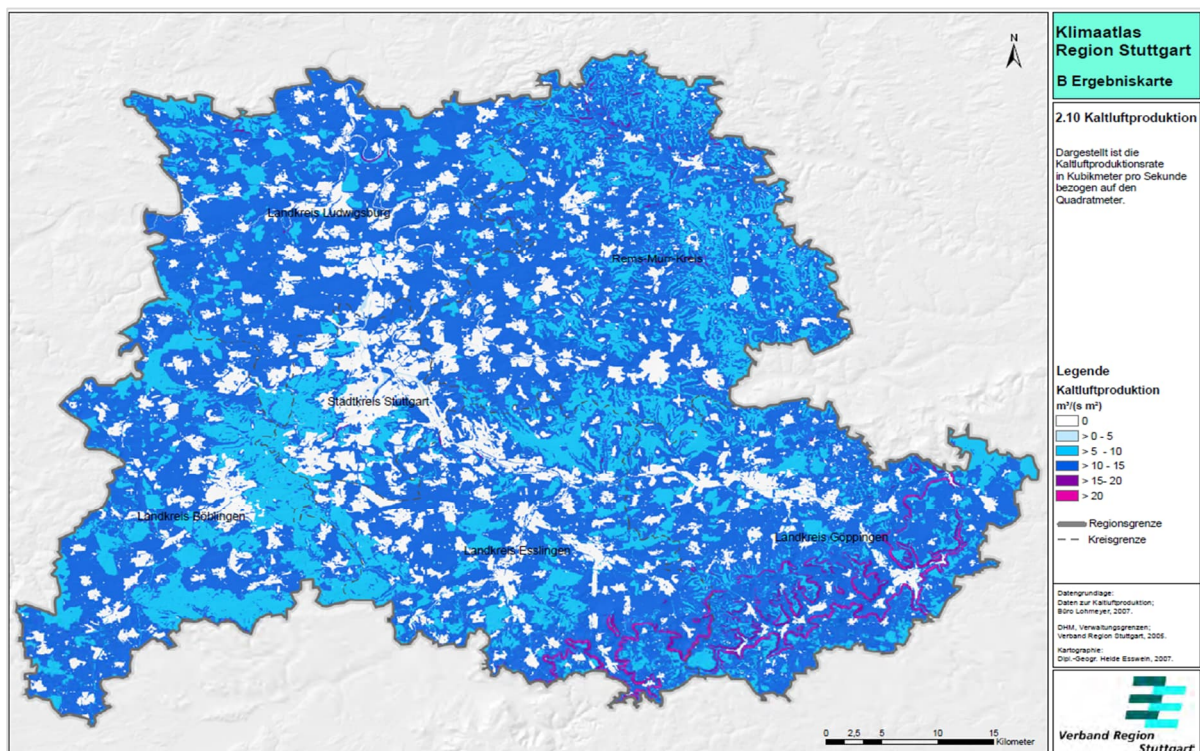 N
Landkreis Ludwigsburg
Rems-Murr-Kreis
Stadtkreis Stuttgart
Landkreis Böblingen
Landkreis Esslingen
Landkreis Göppingen
0 2,5 5 10 15
Kilometer
Klimaatlas
Region Stuttgart
B Ergebniskarte
2.10 Kaltluftproduktion
Dargestellt ist die
Kaltluftproduktionsrate
in Kubikmeter pro Sekunde
bezogen auf den
Quadratmeter.
Legende
Kaltluftproduktion
m³/(s m²)
0
> 0 - 5
> 5 - 10
> 10 - 15
> 15- 20
> 20
Regionsgrenze
Kreisgrenze
Datengrundlage:
Daten zur Kaltluftproduktion;
Büro Lohmeyer, 2007.
DHM, Verwaltungsgrenzen;
Verband Region Stuttgart, 2005.
Kartographie:
Dipl.-Geogr. Heide Esswein, 2007.
Verband Region
Stuttgart